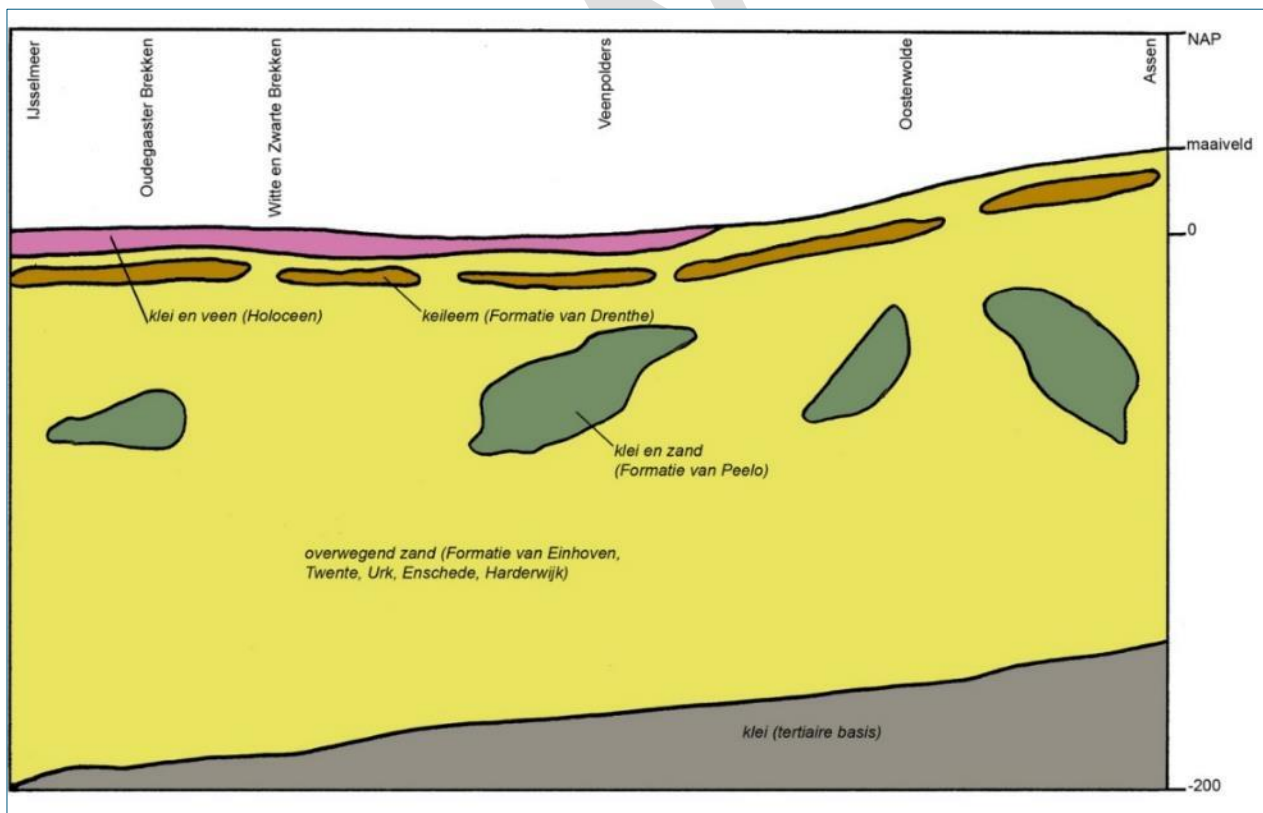 IJsselmeer
Oudegaaster Brekken
Witte en Zwarte Brekken
Veenpolders
Oosterwolde
Assen
NAP
maaiveld
0
klei en veen (Holoceen)
keileem (Formatie van Drenthe)
klei en zand
(Formatie van Peelo)
overwegend zand (Formatie van Einhoven,
Twente, Urk, Enschede, Harderwijk)
klei (tertiaire basis)
-200